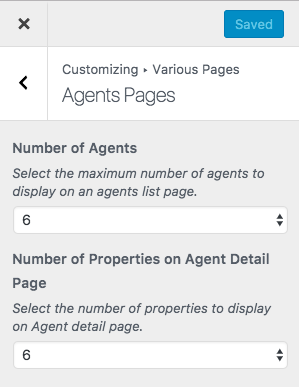 Saved
Customizing ▸ Various Pages
Agents Pages
Number of Agents
Select the maximum number of agents to
display on an agents list page.
6
Number of Properties on Agent Detail
Page
Select the number of properties to display
on Agent detail page.
6